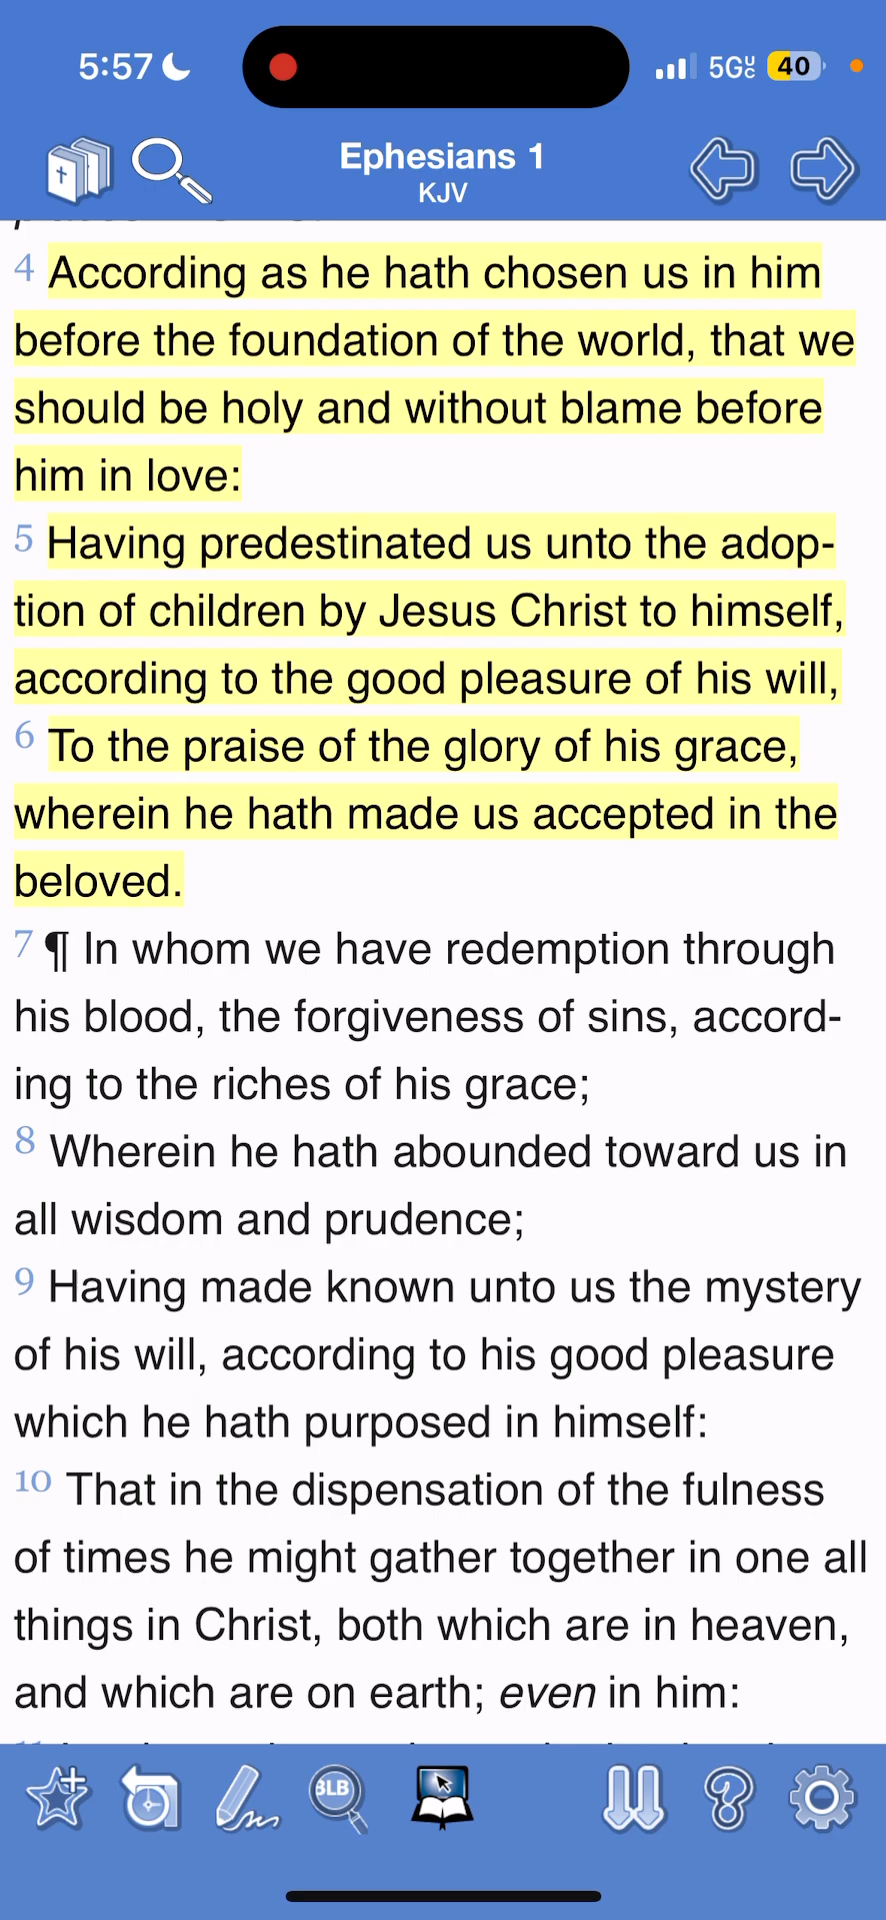 5:57
5G
40
Ephesians 1
KJV
4 According as he hath chosen us in him
before the foundation of the world, that we
should be holy and without blame before
him in love:
5 Having predestinated us unto the adop-
tion of children by Jesus Christ to himself,
according to the good pleasure of his will,
6 To the praise of the glory of his grace,
wherein he hath made us accepted in the
beloved.
7 ¶ In whom we have redemption through
his blood, the forgiveness of sins, accord-
ing to the riches of his grace;
8 Wherein he hath abounded toward us in
all wisdom and prudence;
9 Having made known unto us the mystery
of his will, according to his good pleasure
which he hath purposed in himself:
10 That in the dispensation of the fulness
of times he might gather together in one all
things in Christ, both which are in heaven,
and which are on earth; even in him:
BLB